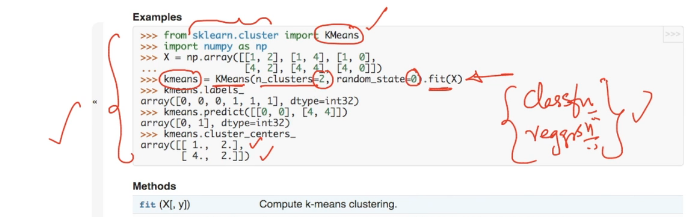 Examples
>>> from sklearn.cluster import KMeans
>>> import numpy as np
>>> X = np.array([[1, 2], [1, 4], [1, 0],
... [4, 2], [4, 4], [4, 0]])
>>> kmeans = KMeans(n_clusters=2, random_state=0).fit(X)
>>> kmeans.labels_
array([0, 0, 0, 1, 1, 1], dtype=int32)
>>> kmeans.predict([[0, 0], [4, 4]])
array([0, 1], dtype=int32)
>>> kmeans.cluster_centers_
array([[ 1., 2.],
[ 4., 2.]])
>>>
«
classfn
reggrsn
Methods
fit (X[, y]) Compute k-means clustering.